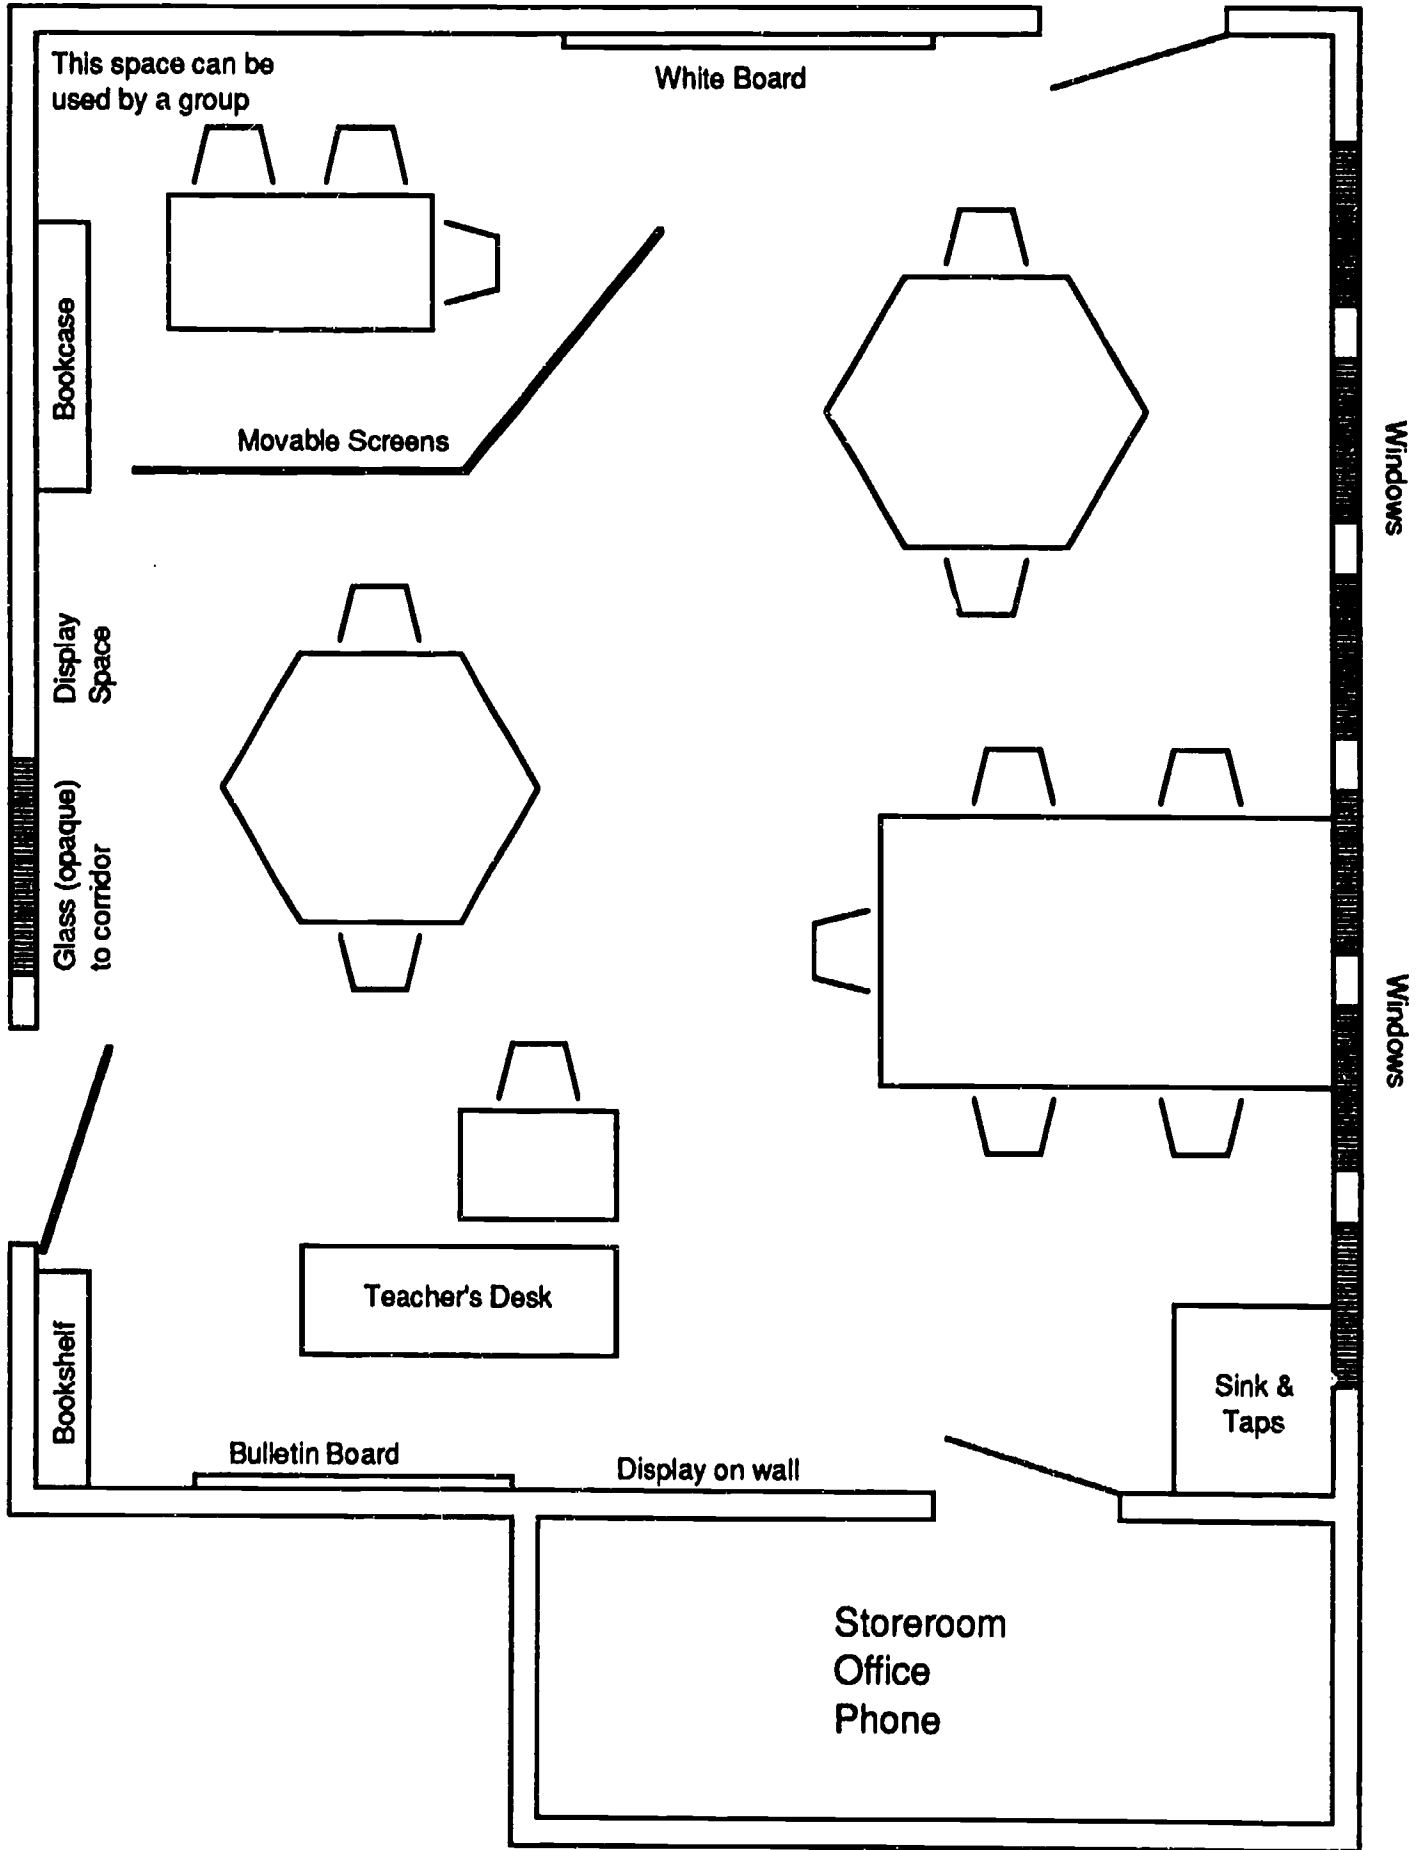 This space can be
used by a group
White Board
Bookcase
Movable Screens
Windows
Display
Space
Glass (opaque)
to corridor
Windows
Teacher's Desk
Bookshelf
Sink &
Taps
Bulletin Board
Display on wall
Storeroom
Office
Phone